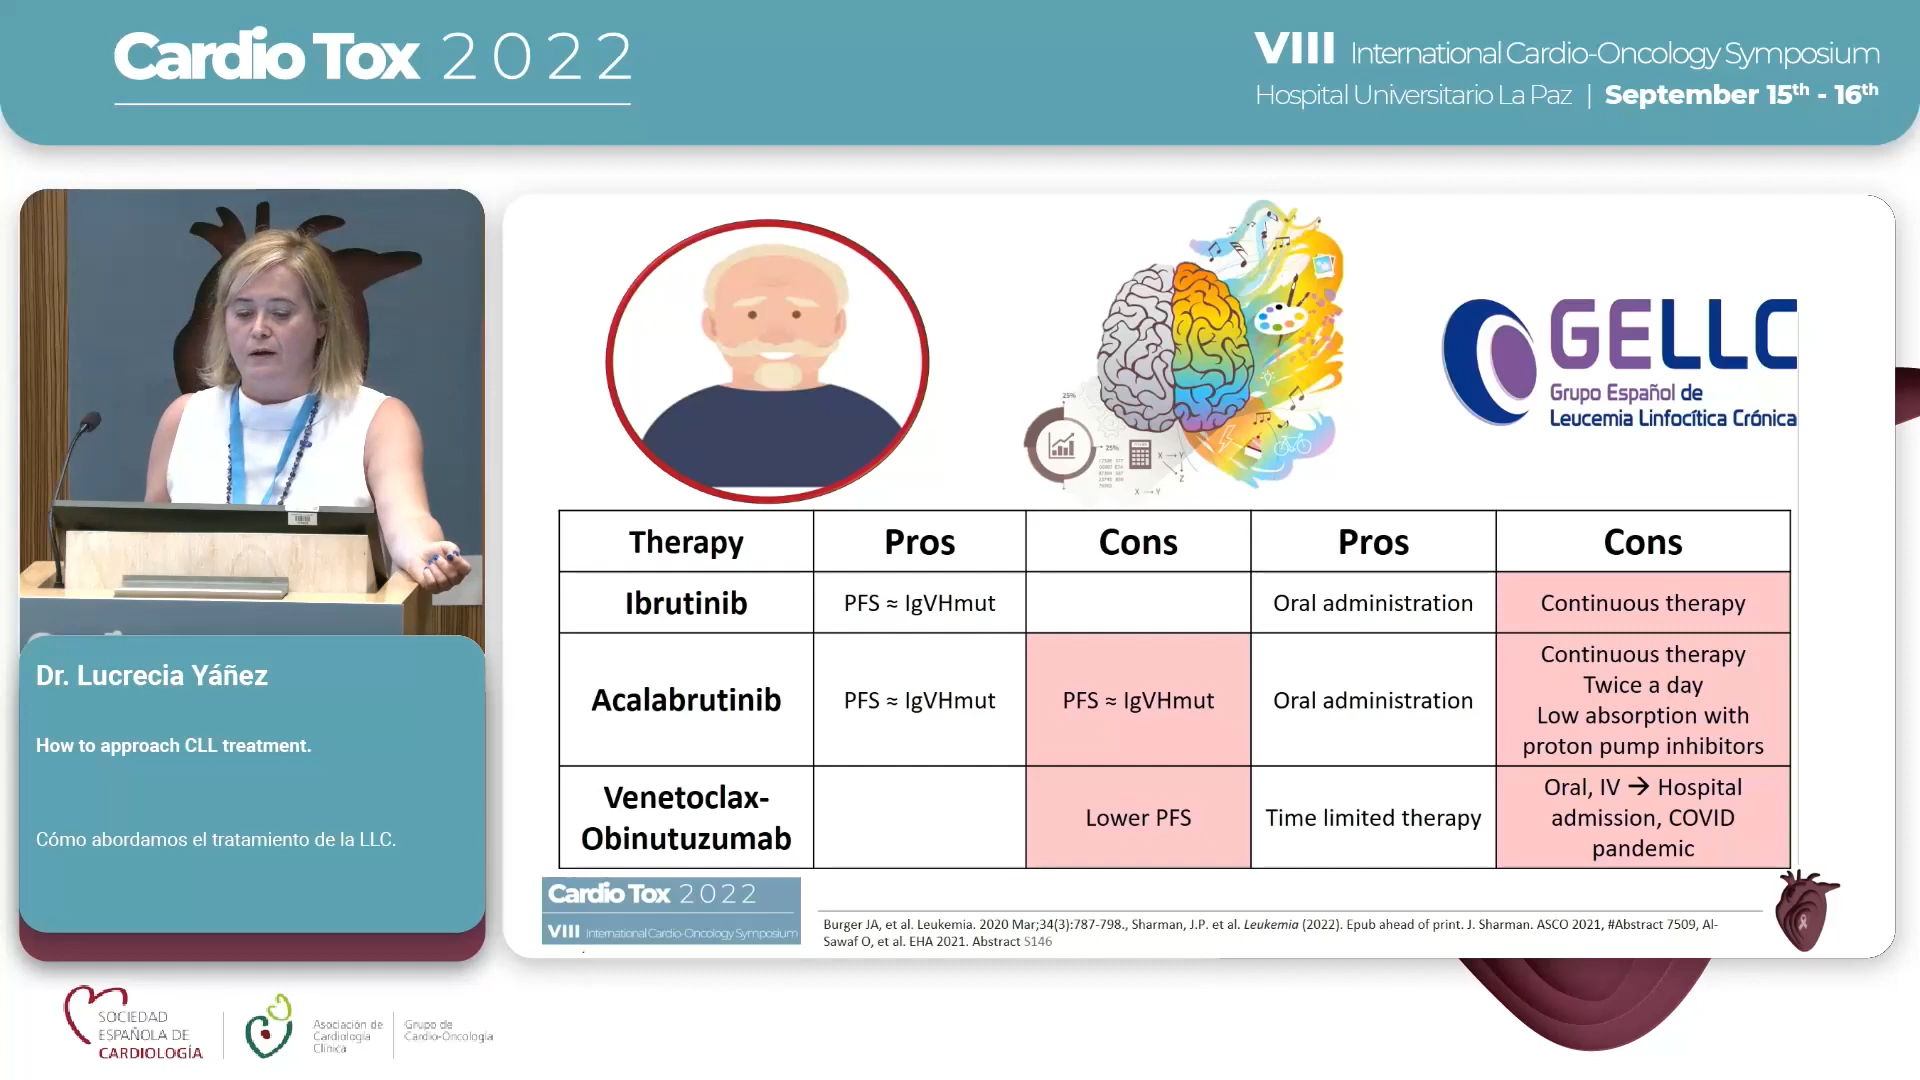 Cardio Tox 2022
VIII International Cardio-Oncology Symposium
Hospital Universitario La Paz | September 15th - 16th
Dr. Lucrecia Yáñez
How to approach CLL treatment.
Cómo abordamos el tratamiento de la LLC.
25%
25%
X → Y
Z
X → Y
GELLC
Grupo Español de
Leucemia Linfocítica Crónica
Therapy Pros Cons Pros Cons
Ibrutinib PFS ≈ IgVHmut Oral administration Continuous therapy
Acalabrutinib PFS ≈ IgVHmut PFS ≈ IgVHmut Oral administration
Continuous therapy
Twice a day
Low absorption with
proton pump inhibitors
Venetoclax-
Obinutuzumab
Lower PFS
Time limited therapy
Oral, IV → Hospital
admission, COVID
pandemic
Cardio Tox 2022
VIII International Cardio-Oncology Symposium
Burger JA, et al. Leukemia. 2020 Mar;34(3):787-798., Sharman, J.P. et al. Leukemia (2022). Epub ahead of print. J. Sharman. ASCO 2021, #Abstract 7509, Al-
Sawaf O, et al. EHA 2021. Abstract S146
SOCIEDAD
ESPAÑOLA DE
CARDIOLOGÍA
Asociación de
Cardiología
Clínica
Grupo de
Cardio-Oncología